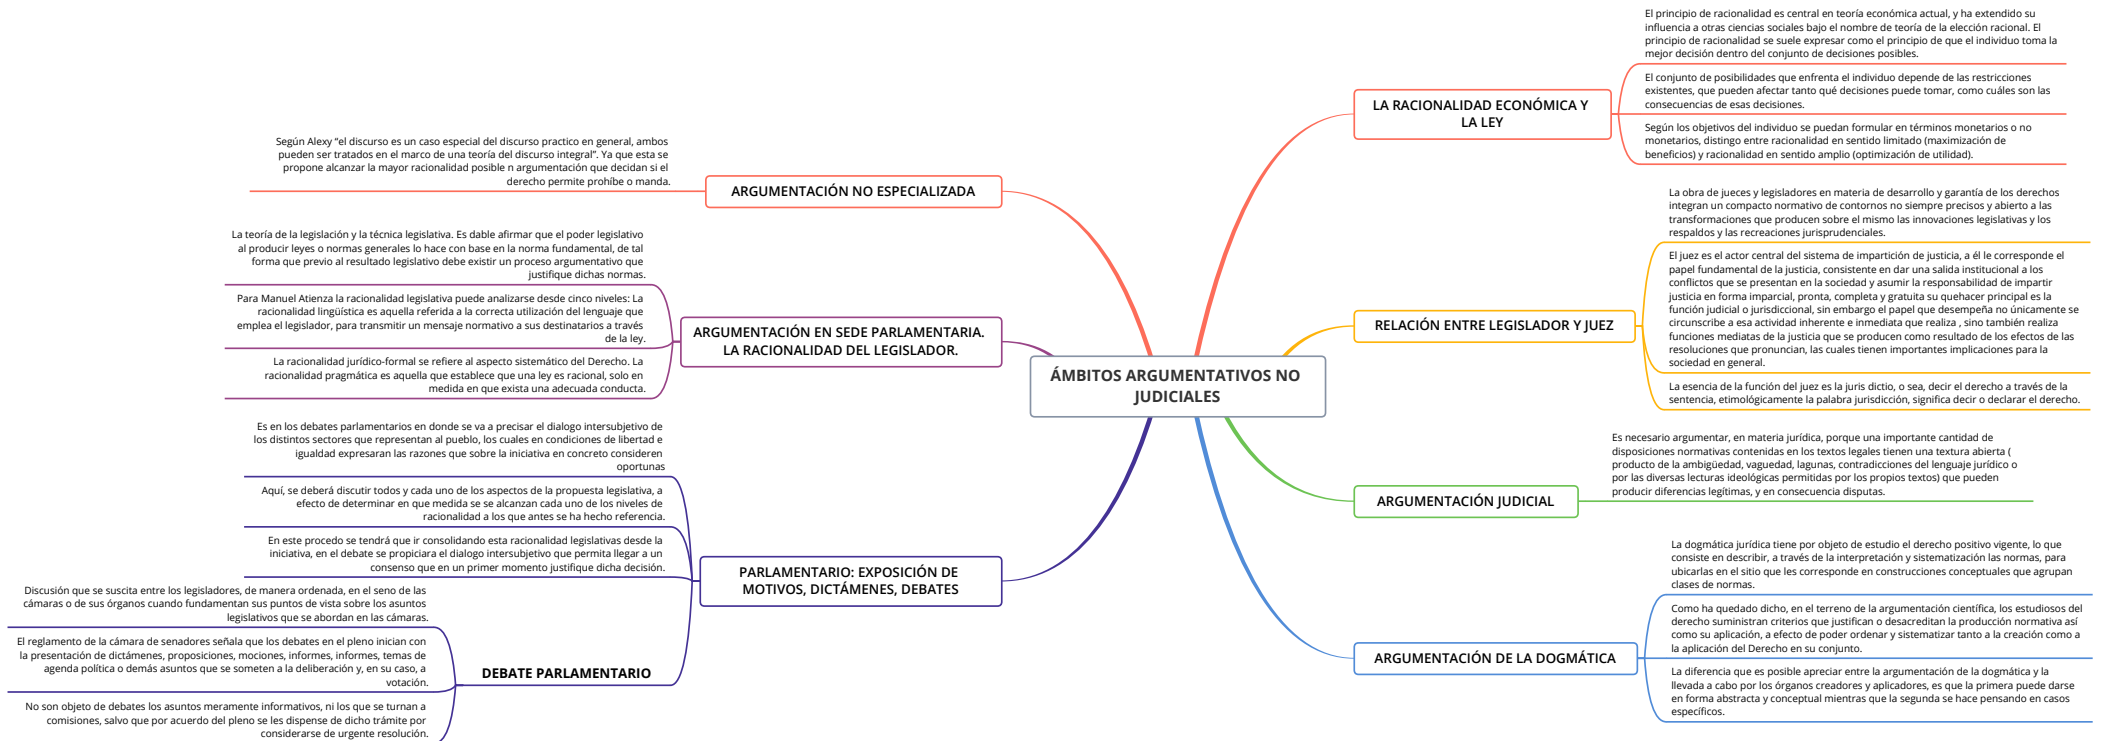 ÁMBITOS ARGUMENTATIVOS NO
JUDICIALES
LA RACIONALIDAD ECONÓMICA Y
LA LEY
El principio de racionalidad es central en teoría económica actual, y ha extendido su
influencia a otras ciencias sociales bajo el nombre de teoría de la elección racional. El
principio de racionalidad se suele expresar como el principio de que el individuo toma la
mejor decisión dentro del conjunto de decisiones posibles.
El conjunto de posibilidades que enfrenta el individuo depende de las restricciones
existentes, que pueden afectar tanto qué decisiones puede tomar, como cuáles son las
consecuencias de esas decisiones.
Según los objetivos del individuo se puedan formular en términos monetarios o no
monetarios, distingo entre racionalidad en sentido limitado (maximización de
beneficios) y racionalidad en sentido amplio (optimización de utilidad).
RELACIÓN ENTRE LEGISLADOR Y JUEZ
La obra de jueces y legisladores en materia de desarrollo y garantía de los derechos
integran un compacto normativo de contornos no siempre precisos y abierto a las
transformaciones que producen sobre el mismo las innovaciones legislativas y los
respaldos y las recreaciones jurisprudenciales.
El juez es el actor central del sistema de impartición de justicia, a él le corresponde el
papel fundamental de la justicia, consistente en dar una salida institucional a los
conflictos que se presentan en la sociedad y asumir la responsabilidad de impartir
justicia en forma imparcial, pronta, completa y gratuita su quehacer principal es la
función judicial o jurisdiccional, sin embargo el papel que desempeña no únicamente se
circunscribe a esa actividad inherente e inmediata que realiza , sino también realiza
funciones mediatas de la justicia que se producen como resultado de los efectos de las
resoluciones que pronuncian, las cuales tienen importantes implicaciones para la
sociedad en general.
La esencia de la función del juez es la juris dictio, o sea, decir el derecho a través de la
sentencia, etimológicamente la palabra jurisdicción, significa decir o declarar el derecho.
ARGUMENTACIÓN JUDICIAL
Es necesario argumentar, en materia jurídica, porque una importante cantidad de
disposiciones normativas contenidas en los textos legales tienen una textura abierta (
producto de la ambigüedad, vaguedad, lagunas, contradicciones del lenguaje jurídico o
por las diversas lecturas ideológicas permitidas por los propios textos) que pueden
producir diferencias legítimas, y en consecuencia disputas.
ARGUMENTACIÓN DE LA DOGMÁTICA
La dogmática jurídica tiene por objeto de estudio el derecho positivo vigente, lo que
consiste en describir, a través de la interpretación y sistematización las normas, para
ubicarlas en el sitio que les corresponde en construcciones conceptuales que agrupan
clases de normas.
Como ha quedado dicho, en el terreno de la argumentación científica, los estudiosos del
derecho suministran criterios que justifican o desacreditan la producción normativa así
como su aplicación, a efecto de poder ordenar y sistematizar tanto a la creación como a
la aplicación del Derecho en su conjunto.
La diferencia que es posible apreciar entre la argumentación de la dogmática y la
llevada a cabo por los órganos creadores y aplicadores, es que la primera puede darse
en forma abstracta y conceptual mientras que la segunda se hace pensando en casos
específicos.
ARGUMENTACIÓN NO ESPECIALIZADA
Según Alexy “el discurso es un caso especial del discurso practico en general, ambos
pueden ser tratados en el marco de una teoría del discurso integral”. Ya que esta se
propone alcanzar la mayor racionalidad posible n argumentación que decidan si el
derecho permite prohíbe o manda.
ARGUMENTACIÓN EN SEDE PARLAMENTARIA.
LA RACIONALIDAD DEL LEGISLADOR.
La teoría de la legislación y la técnica legislativa. Es dable afirmar que el poder legislativo
al producir leyes o normas generales lo hace con base en la norma fundamental, de tal
forma que previo al resultado legislativo debe existir un proceso argumentativo que
justifique dichas normas.
Para Manuel Atienza la racionalidad legislativa puede analizarse desde cinco niveles: La
racionalidad lingüística es aquella referida a la correcta utilización del lenguaje que
emplea el legislador, para transmitir un mensaje normativo a sus destinatarios a través
de la ley.
La racionalidad jurídico-formal se refiere al aspecto sistemático del Derecho. La
racionalidad pragmática es aquella que establece que una ley es racional, solo en
medida en que exista una adecuada conducta.
PARLAMENTARIO: EXPOSICIÓN DE
MOTIVOS, DICTÁMENES, DEBATES
Es en los debates parlamentarios en donde se va a precisar el dialogo intersubjetivo de
los distintos sectores que representan al pueblo, los cuales en condiciones de libertad e
igualdad expresaran las razones que sobre la iniciativa en concreto consideren
oportunas
Aquí, se deberá discutir todos y cada uno de los aspectos de la propuesta legislativa, a
efecto de determinar en que medida se se alcanzan cada uno de los niveles de
racionalidad a los que antes se ha hecho referencia.
En este procedo se tendrá que ir consolidando esta racionalidad legislativas desde la
iniciativa, en el debate se propiciara el dialogo intersubjetivo que permita llegar a un
consenso que en un primer momento justifique dicha decisión.
DEBATE PARLAMENTARIO
Discusión que se suscita entre los legisladores, de manera ordenada, en el seno de las
cámaras o de sus órganos cuando fundamentan sus puntos de vista sobre los asuntos
legislativos que se abordan en las cámaras.
El reglamento de la cámara de senadores señala que los debates en el pleno inician con
la presentación de dictámenes, proposiciones, mociones, informes, informes, temas de
agenda política o demás asuntos que se someten a la deliberación y, en su caso, a
votación.
No son objeto de debates los asuntos meramente informativos, ni los que se turnan a
comisiones, salvo que por acuerdo del pleno se les dispense de dicho trámite por
considerarse de urgente resolución.